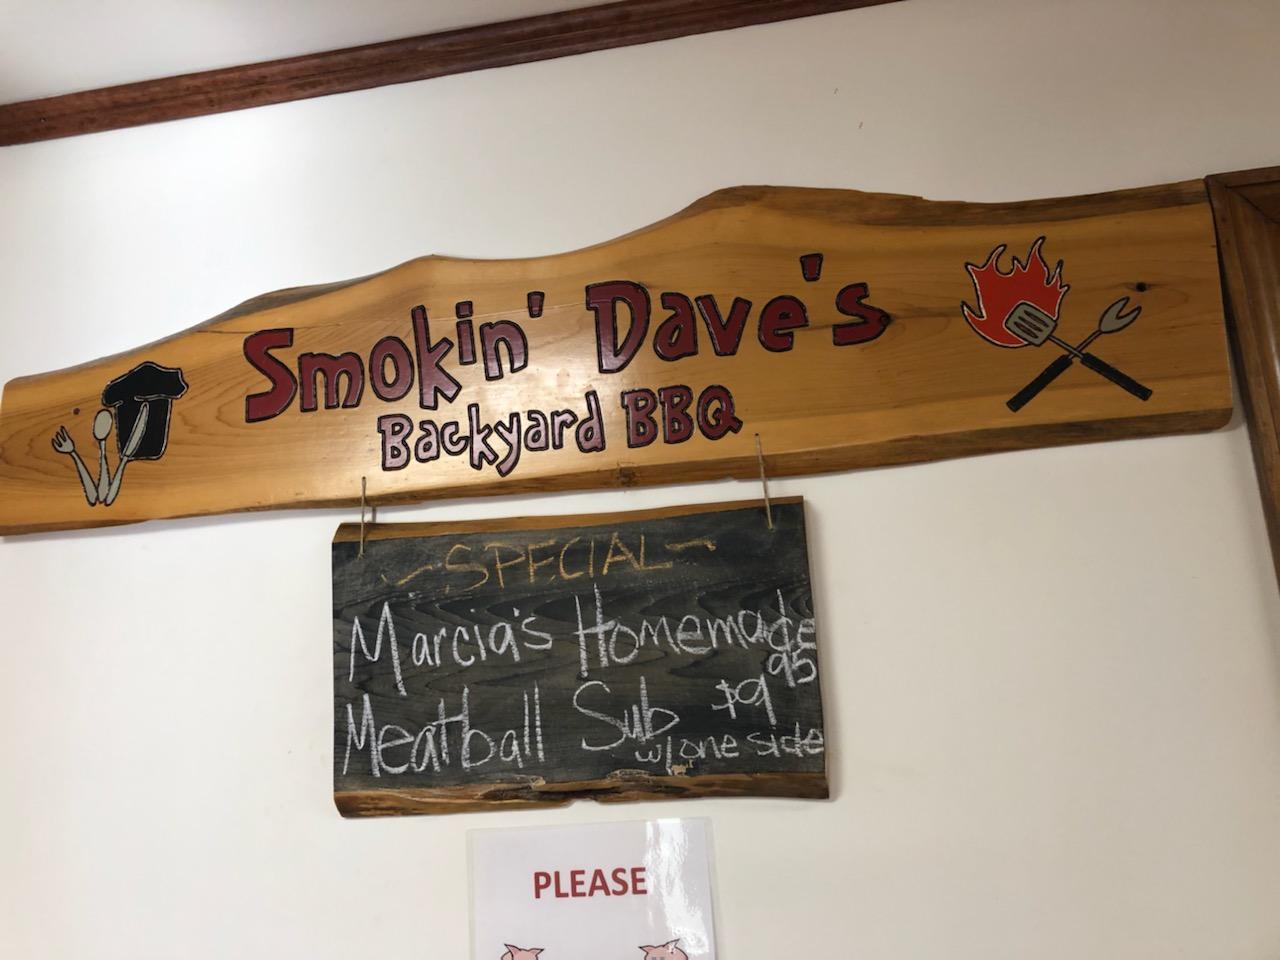 Smokin' Dave's
Backyard BBQ
~SPECIAL~
Marcia's Homemade
Meatball Sub $9 95
w/ one side
PLEASE